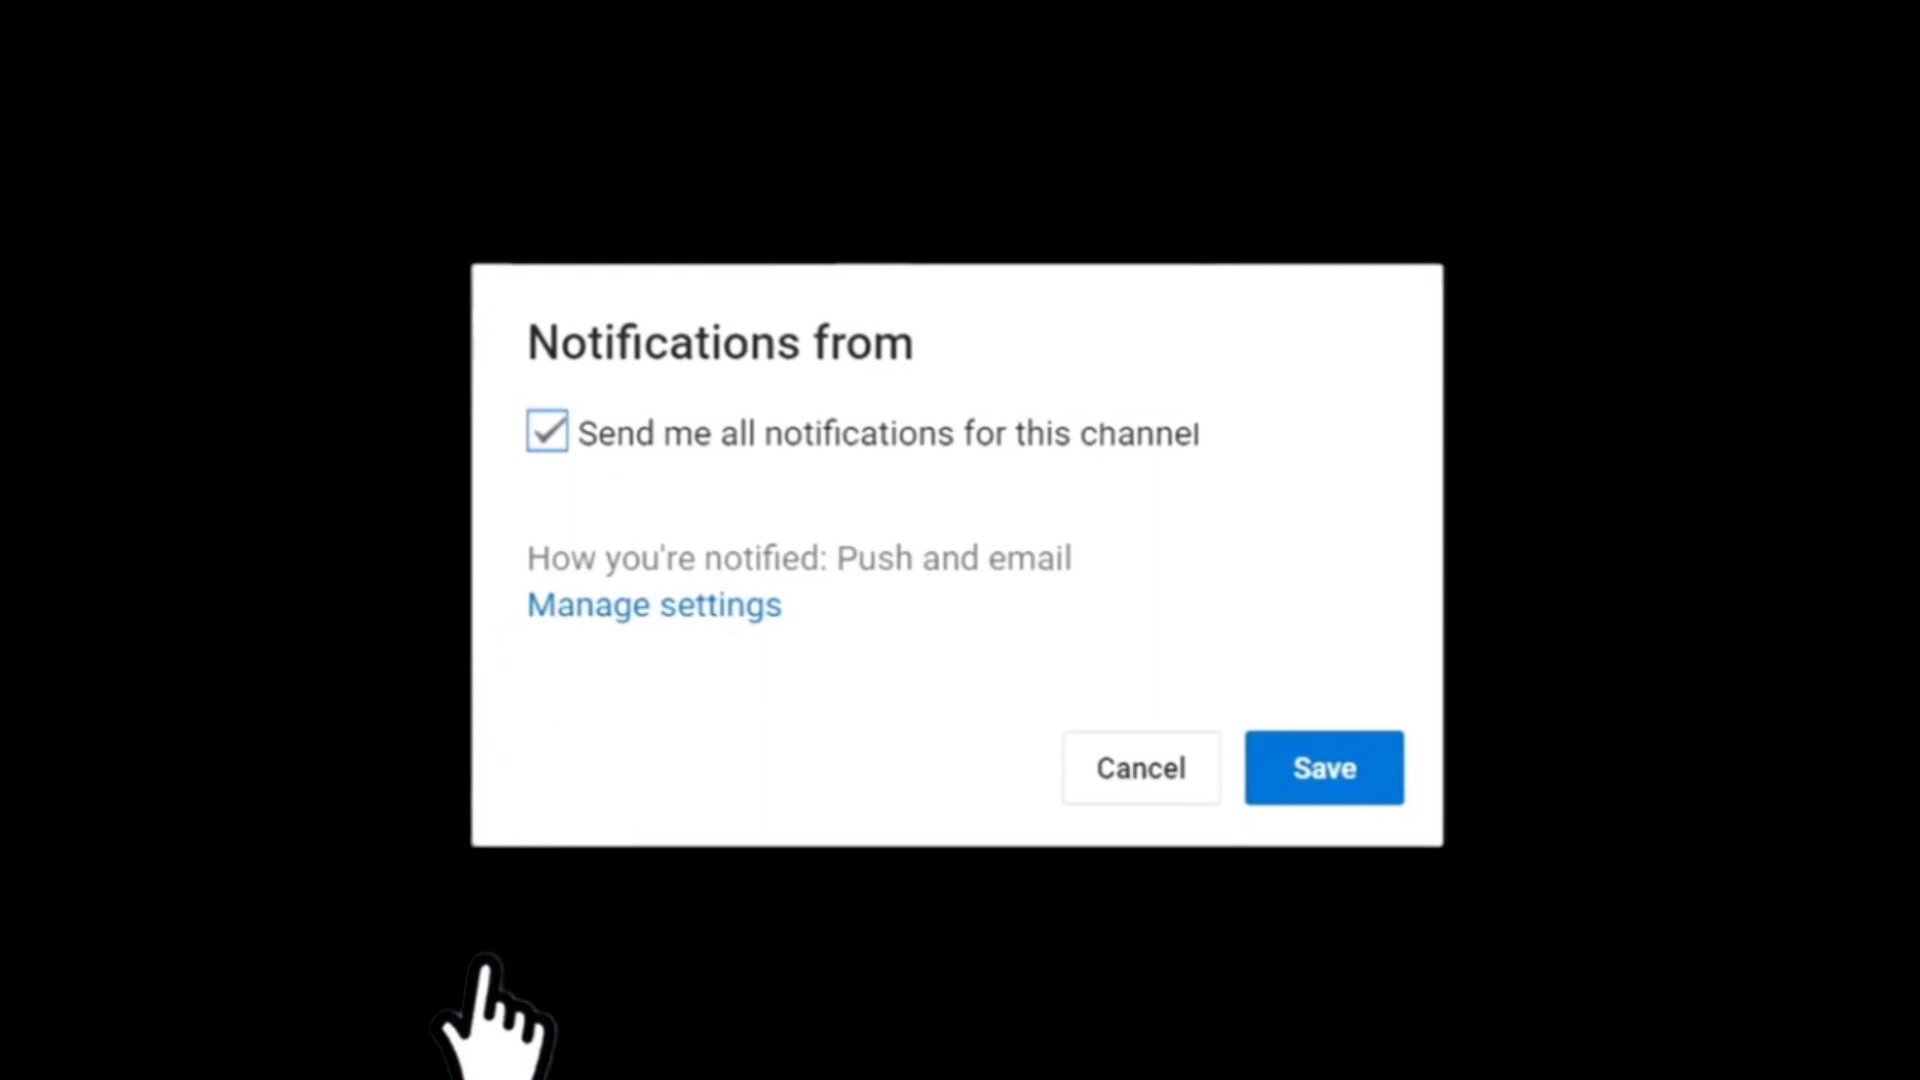 Notifications from
Send me all notifications for this channel
How you're notified: Push and email
Manage settings
Cancel
Save